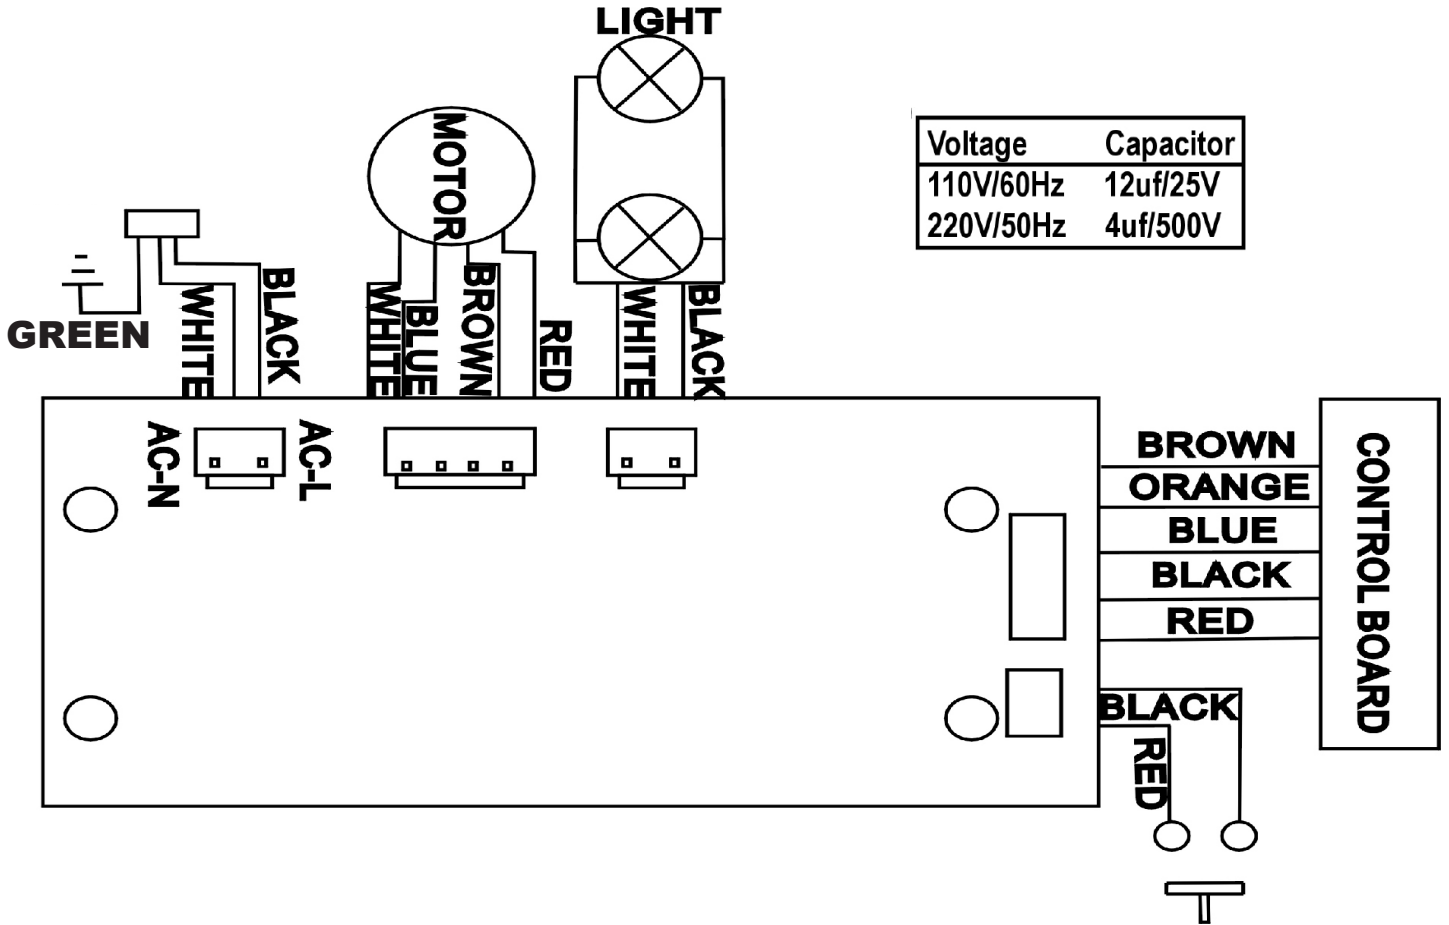 LIGHT
MOTOR
Voltage Capacitor
110V/60Hz 12uf/25V
220V/50Hz 4uf/500V
GREEN
WHITE
BLACK
WHITE
BLUE
BROWN
RED
WHITE
BLACK
AC-N
AC-L
BROWN
ORANGE
BLUE
BLACK
RED
CONTROL BOARD
BLACK
RED